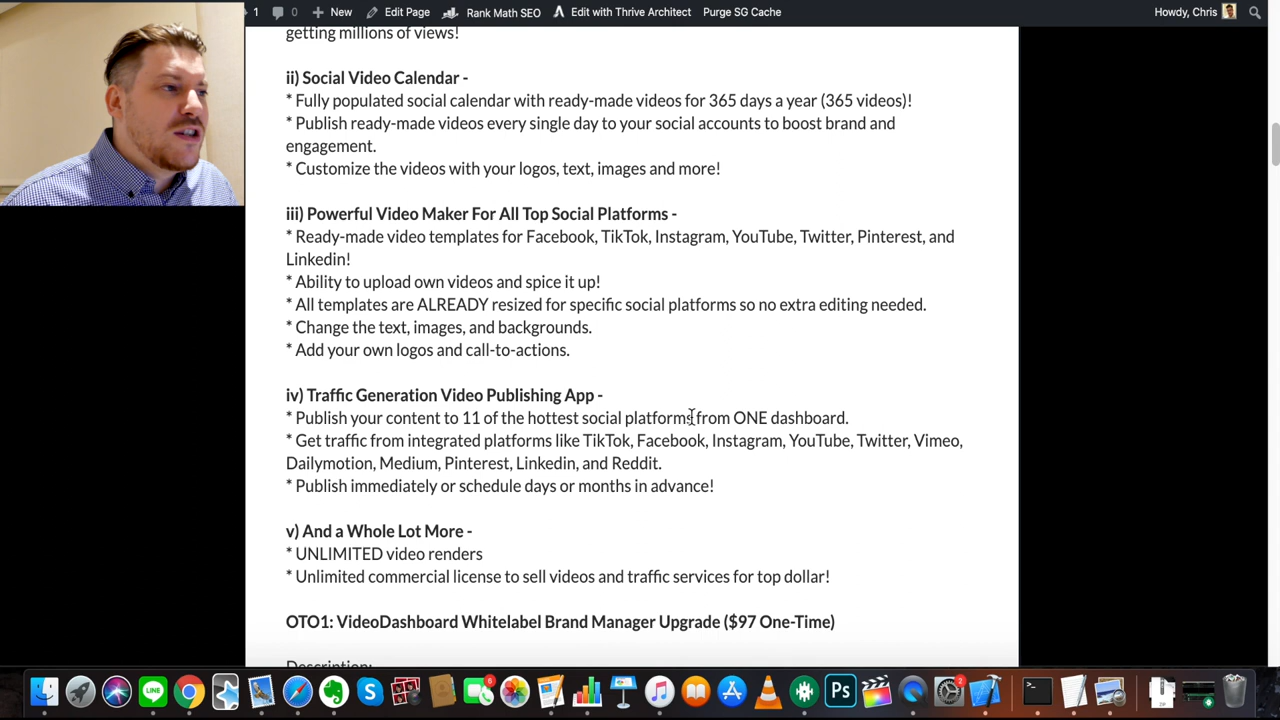 1
0
New
Edit Page
Rank Math SEO
Edit with Thrive Architect
Purge SG Cache
Howdy, Chris
getting millions of views!
ii) Social Video Calendar -
* Fully populated social calendar with ready-made videos for 365 days a year (365 videos)!
* Publish ready-made videos every single day to your social accounts to boost brand and
engagement.
* Customize the videos with your logos, text, images and more!
iii) Powerful Video Maker For All Top Social Platforms -
* Ready-made video templates for Facebook, TikTok, Instagram, YouTube, Twitter, Pinterest, and
Linkedin!
* Ability to upload own videos and spice it up!
* All templates are ALREADY resized for specific social platforms so no extra editing needed.
* Change the text, images, and backgrounds.
* Add your own logos and call-to-actions.
iv) Traffic Generation Video Publishing App -
* Publish your content to 11 of the hottest social platforms from ONE dashboard.
* Get traffic from integrated platforms like TikTok, Facebook, Instagram, YouTube, Twitter, Vimeo,
Dailymotion, Medium, Pinterest, Linkedin, and Reddit.
* Publish immediately or schedule days or months in advance!
v) And a Whole Lot More -
* UNLIMITED video renders
* Unlimited commercial license to sell videos and traffic services for top dollar!
OTO1: VideoDashboard Whitelabel Brand Manager Upgrade ($97 One-Time)
Description:
LINE
6
Ps
2